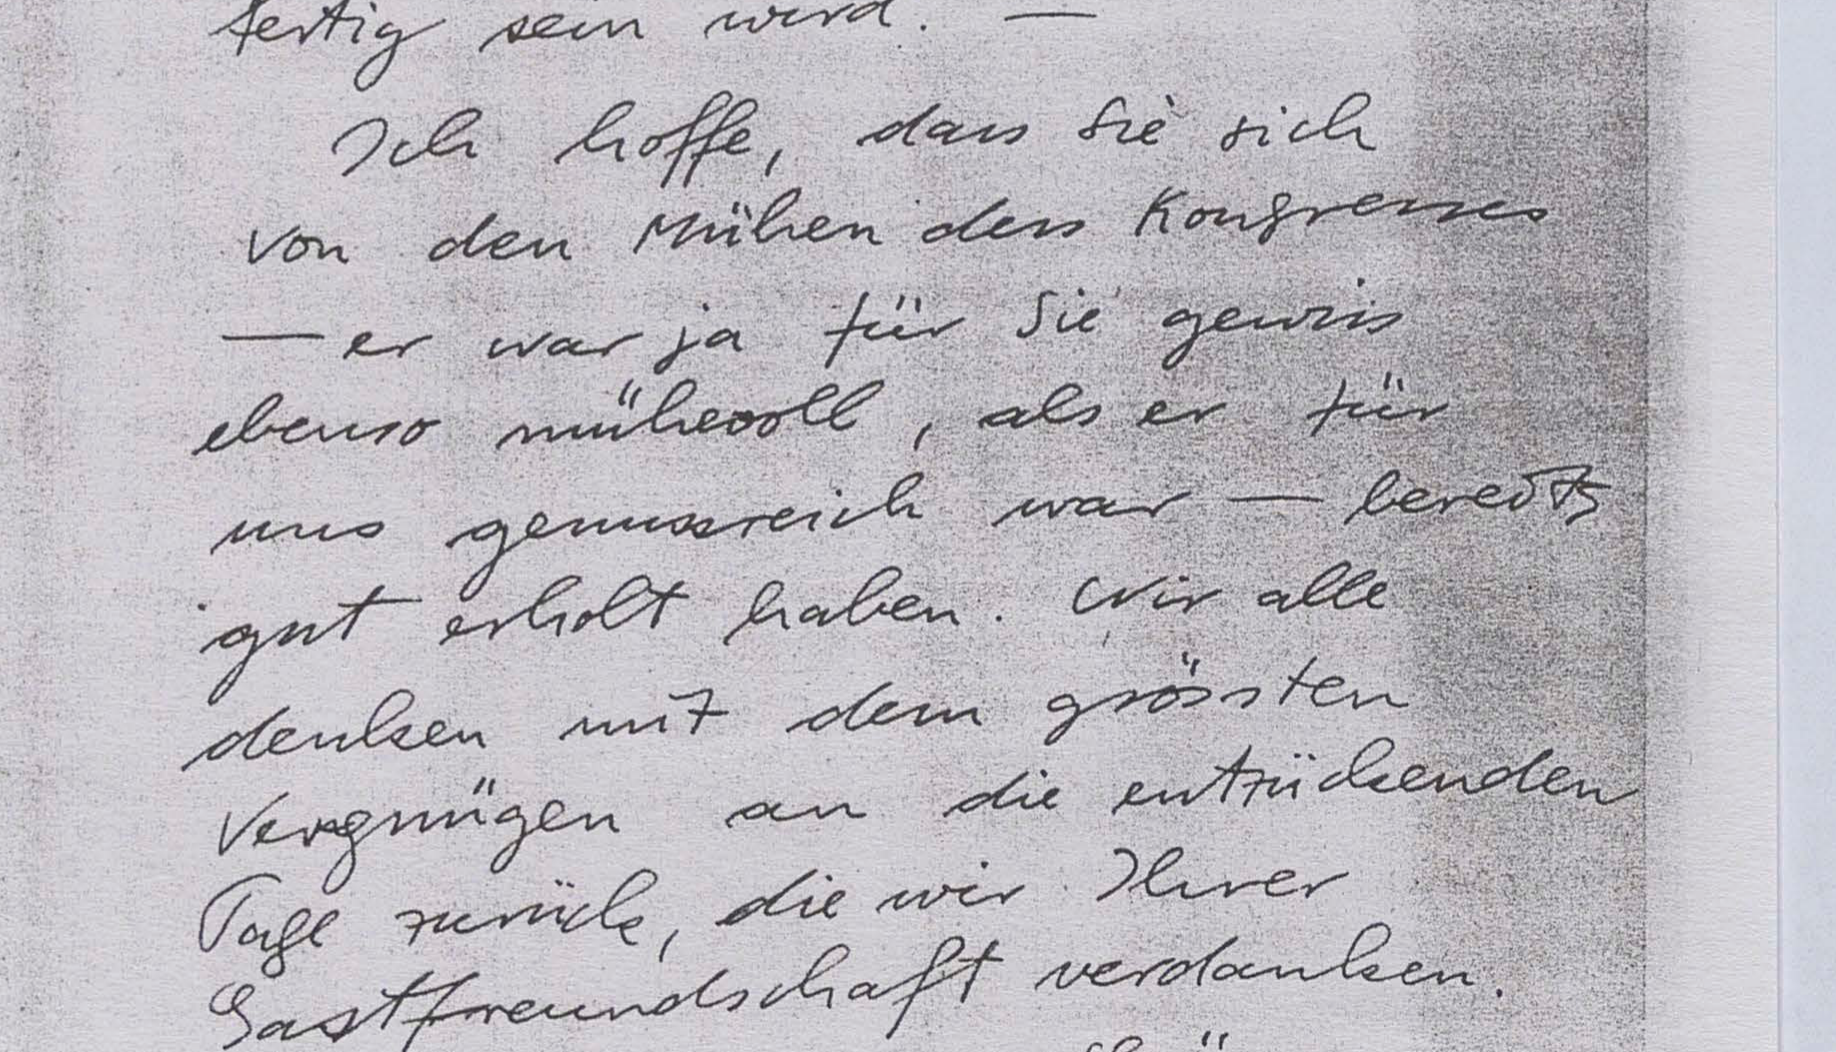 fertig sein wird. —
Ich hoffe, dass Sie sich
von den Mühen des Kongresses
— er war ja für Sie gewiss
ebenso mühevoll, als er für
uns genussreich war — bereits
gut erholt haben. Wir alle
denken mit dem grössten
Vergnügen an die entzückenden
Tage zurück, die wir Ihrer
Gastfreundschaft verdanken.